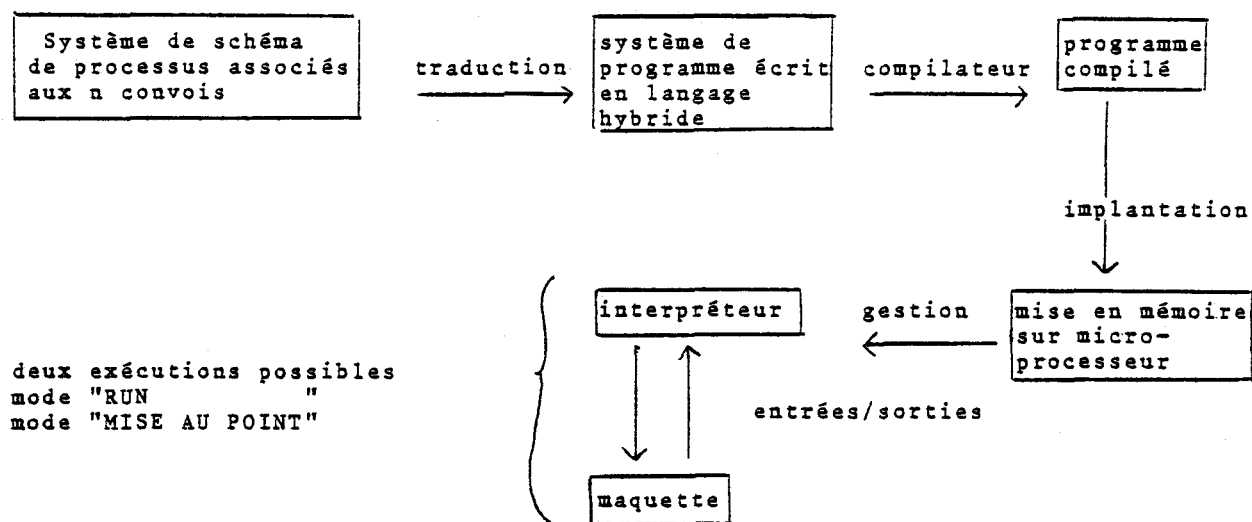 Système de schéma
de processus associés
aux n convois
traduction
système de
programme écrit
en langage
hybride
compilateur
programme
compilé
implantation
mise en mémoire
sur micro-
processeur
gestion
interpréteur
entrées/sorties
maquette
deux exécutions possibles
mode "RUN "
mode "MISE AU POINT"